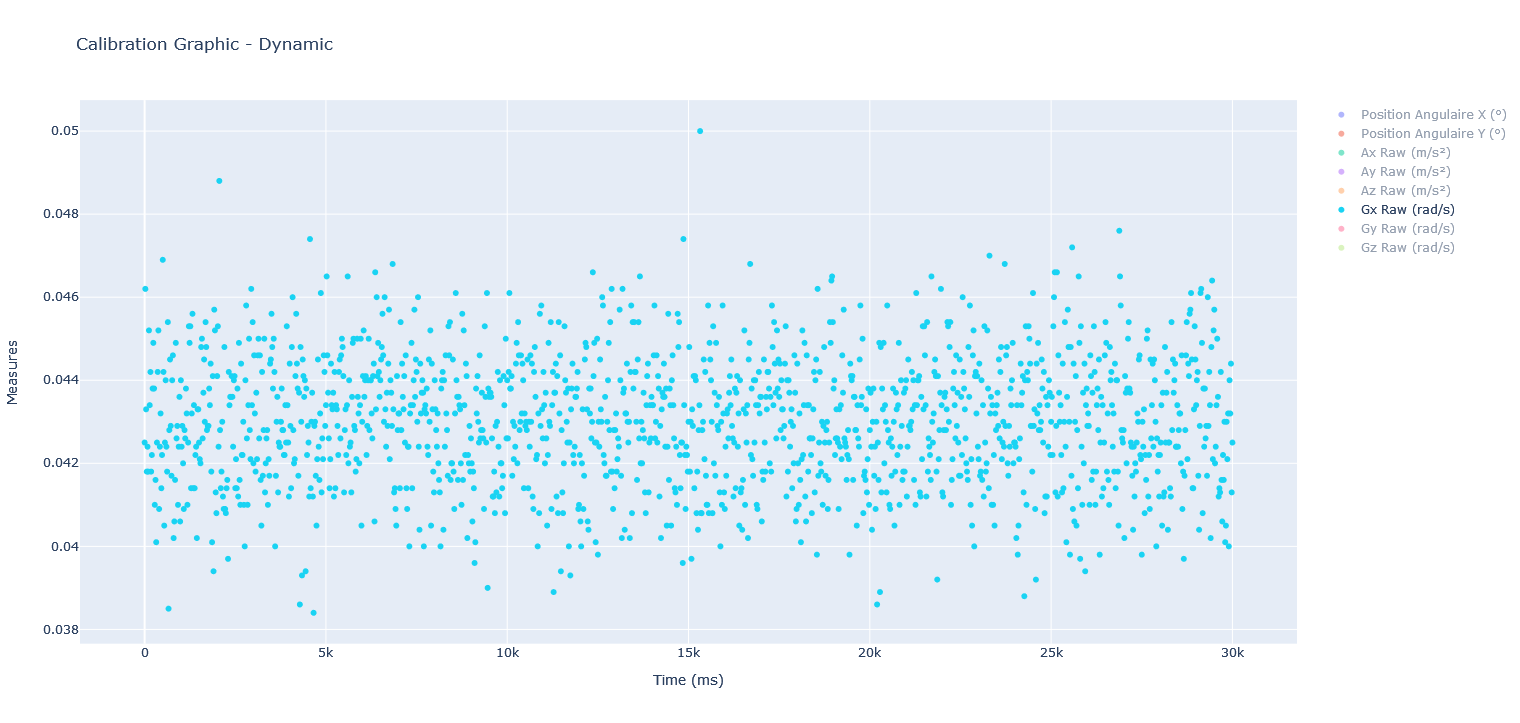 Calibration Graphic - Dynamic
Measures
0.05
0.048
0.046
0.044
0.042
0.04
0.038
0
5k
10k
15k
20k
25k
30k
Time (ms)
Position Angulaire X (°)
Position Angulaire Y (°)
Ax Raw (m/s²)
Ay Raw (m/s²)
Az Raw (m/s²)
Gx Raw (rad/s)
Gy Raw (rad/s)
Gz Raw (rad/s)